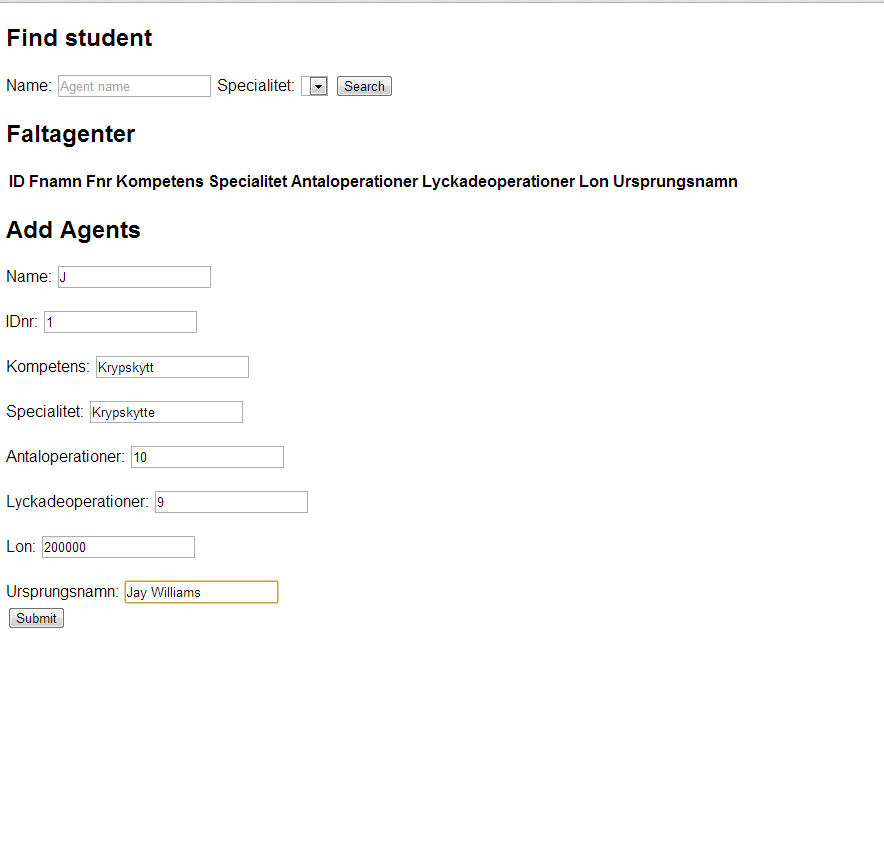 Find student
Name: Agent name Specialitet: Search
Faltagenter
ID Fnamn Fnr Kompetens Specialitet Antaloperationer Lyckadeoperationer Lon Ursprungsnamn
Add Agents
Name: J
IDnr: 1
Kompetens: Krypskytt
Specialitet: Krypskytte
Antaloperationer: 10
Lyckadeoperationer: 9
Lon: 200000
Ursprungsnamn: Jay Williams
Submit